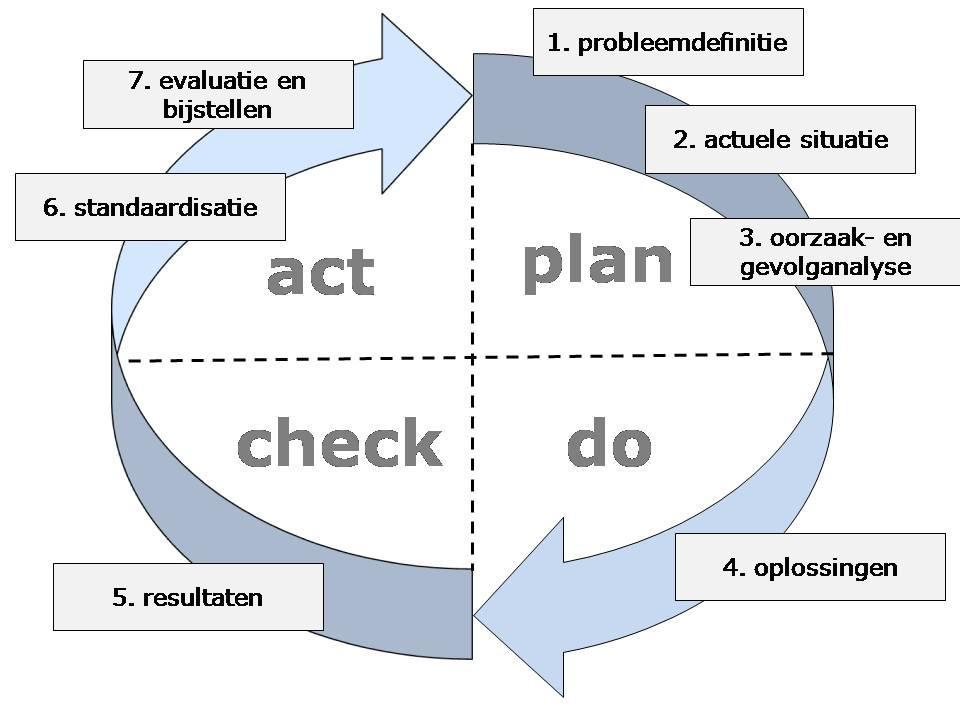 1. probleemdefinitie
2. actuele situatie
3. oorzaak- en
gevolganalyse
4. oplossingen
5. resultaten
6. standaardisatie
7. evaluatie en
bijstellen
act
plan
check
do